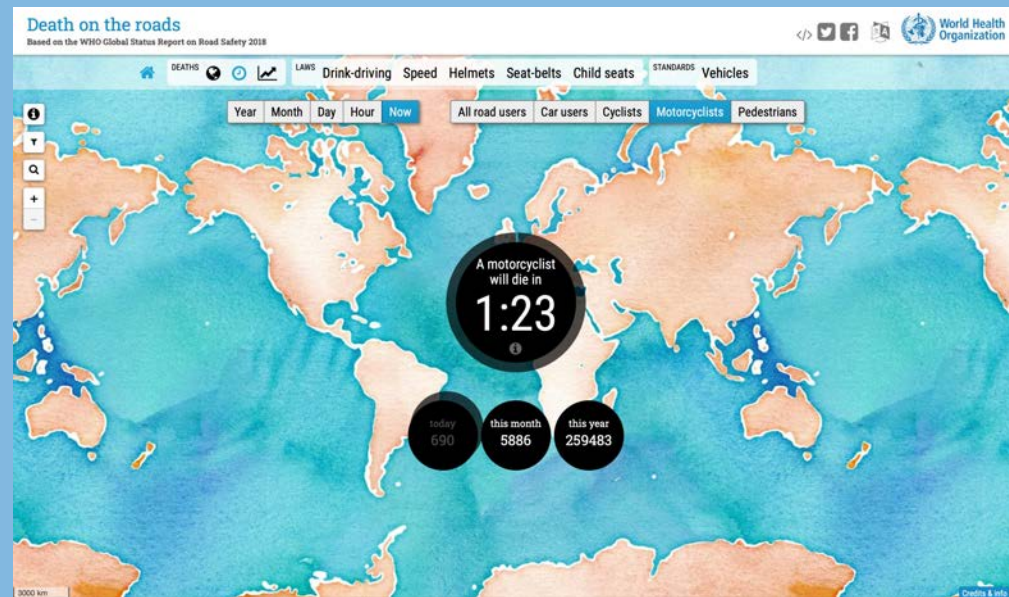 Death on the roads
Based on the WHO Global Status Report on Road Safety 2018
</>
World Health
Organization
DEATHS
LAWS Drink-driving Speed Helmets Seat-belts Child seats
STANDARDS Vehicles
Year Month Day Hour Now
All road users Car users Cyclists Motorcyclists Pedestrians
+
-
A motorcyclist
will die in
1:23
today
690
this month
5886
this year
259483
3000 km
Credits & Info